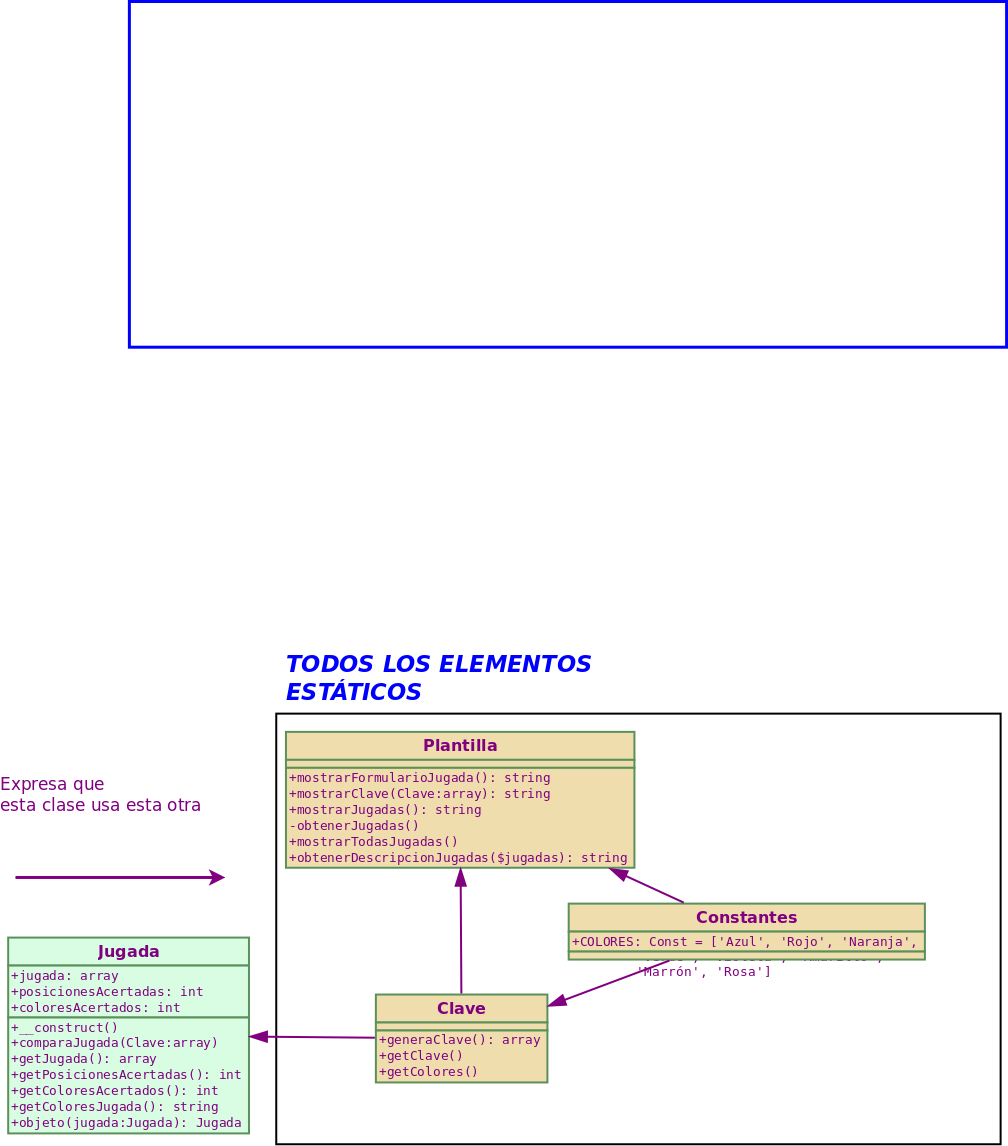 TODOS LOS ELEMENTOS
ESTÁTICOS
Plantilla
+mostrarFormularioJugada(): string
+mostrarClave(Clave:array): string
+mostrarJugadas(): string
-obtenerJugadas()
+mostrarTodasJugadas()
+obtenerDescripcionJugadas($jugadas): string
Expresa que
esta clase usa esta otra
Constantes
+COLORES: Const = ['Azul', 'Rojo', 'Naranja',
'Marrón', 'Rosa']
Jugada
+jugada: array
+posicionesAcertadas: int
+coloresAcertados: int
+__construct()
+comparaJugada(Clave:array)
+getJugada(): array
+getPosicionesAcertadas(): int
+getColoresAcertados(): int
+getColoresJugada(): string
+objeto(jugada:Jugada): Jugada
Clave
+generaClave(): array
+getClave()
+getColores()